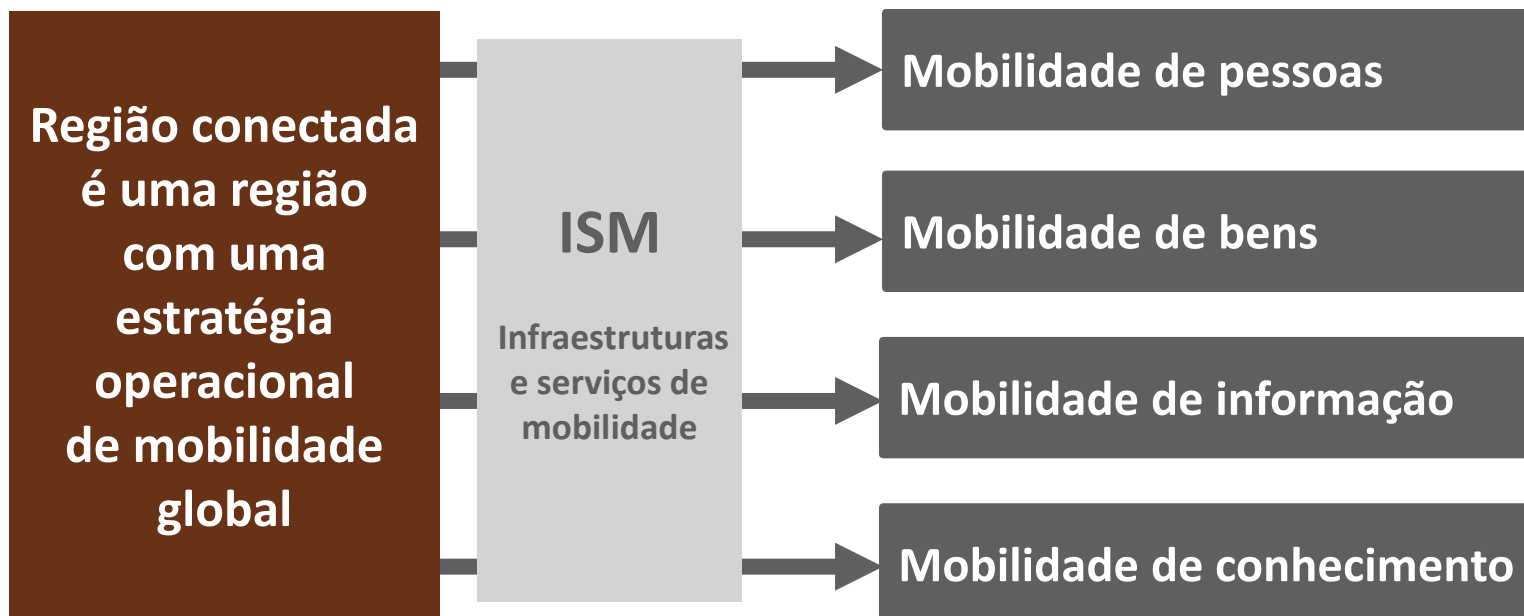 Região conectada
é uma região
com uma
estratégia
operacional
de mobilidade
global
ISM
Infraestruturas
e serviços de
mobilidade
Mobilidade de pessoas
Mobilidade de bens
Mobilidade de informação
Mobilidade de conhecimento